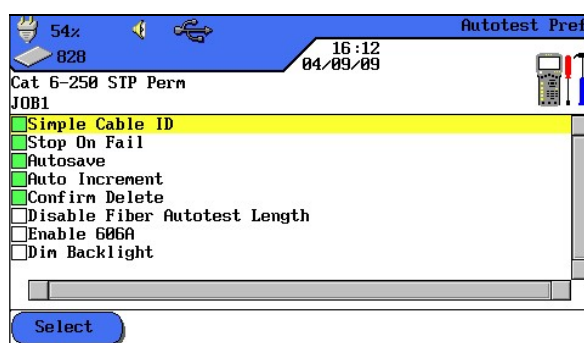 54%
Autotest Pref
828
16:12
04/09/09
Cat 6-250 STP Perm
JOB1
Simple Cable ID
Stop On Fail
Autosave
Auto Increment
Confirm Delete
Disable Fiber Autotest Length
Enable 606A
Dim Backlight
Select